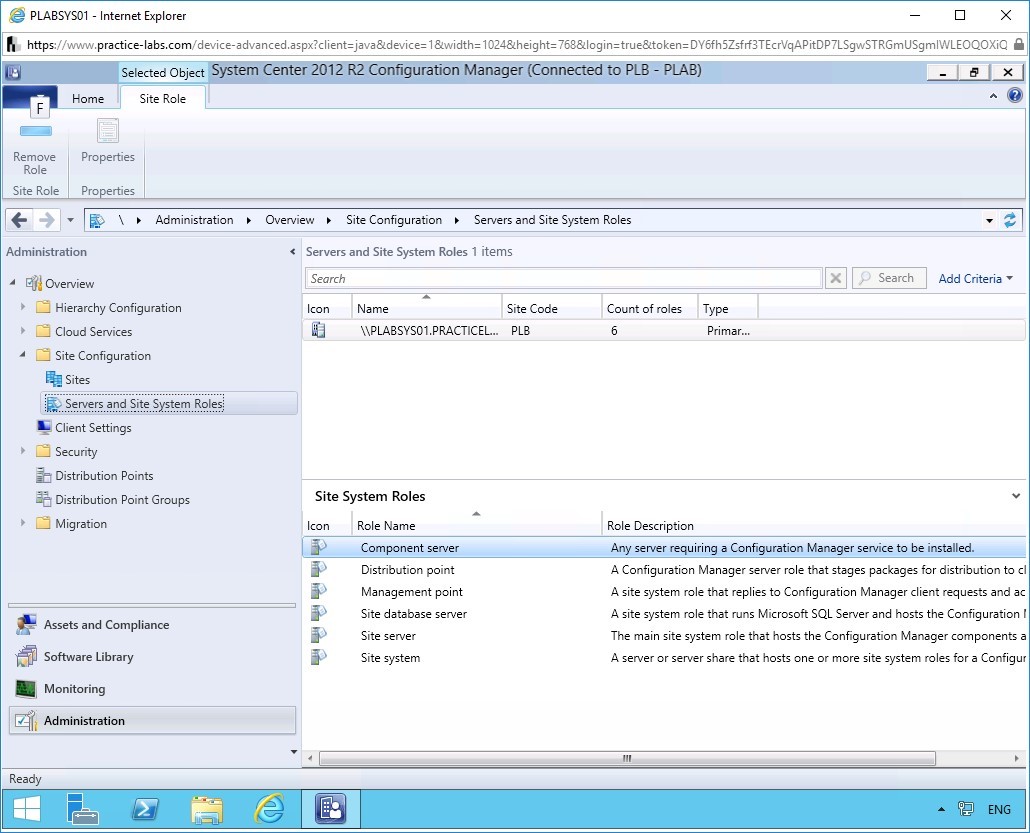 PLABSYS01 - Internet Explorer
https://www.practice-labs.com/device-advanced.aspx?client=java&device=1&width=1024&height=768&login=true&token=DY6fh5Zsfrf3TEcrVqAPitDP7LSgwSTRGmUSgmIWLEOQOXiQ
Selected Object System Center 2012 R2 Configuration Manager (Connected to PLB - PLAB)
F Home Site Role
Remove Role Properties
Site Role Properties
\ Administration Overview Site Configuration Servers and Site System Roles
Administration
Overview
Hierarchy Configuration
Cloud Services
Site Configuration
Sites
Servers and Site System Roles
Client Settings
Security
Distribution Points
Distribution Point Groups
Migration
Assets and Compliance
Software Library
Monitoring
Administration
Servers and Site System Roles 1 items
Search Search Add Criteria
Icon Name Site Code Count of roles Type
\\PLABSYS01.PRACTICEL... PLB 6 Primar...
Site System Roles
Icon Role Name Role Description
Component server Any server requiring a Configuration Manager service to be installed.
Distribution point A Configuration Manager server role that stages packages for distribution to cl
Management point A site system role that replies to Configuration Manager client requests and ac
Site database server A site system role that runs Microsoft SQL Server and hosts the Configuration
Site server The main site system role that hosts the Configuration Manager components a
Site system A server or server share that hosts one or more site system roles for a Configur
Ready
ENG